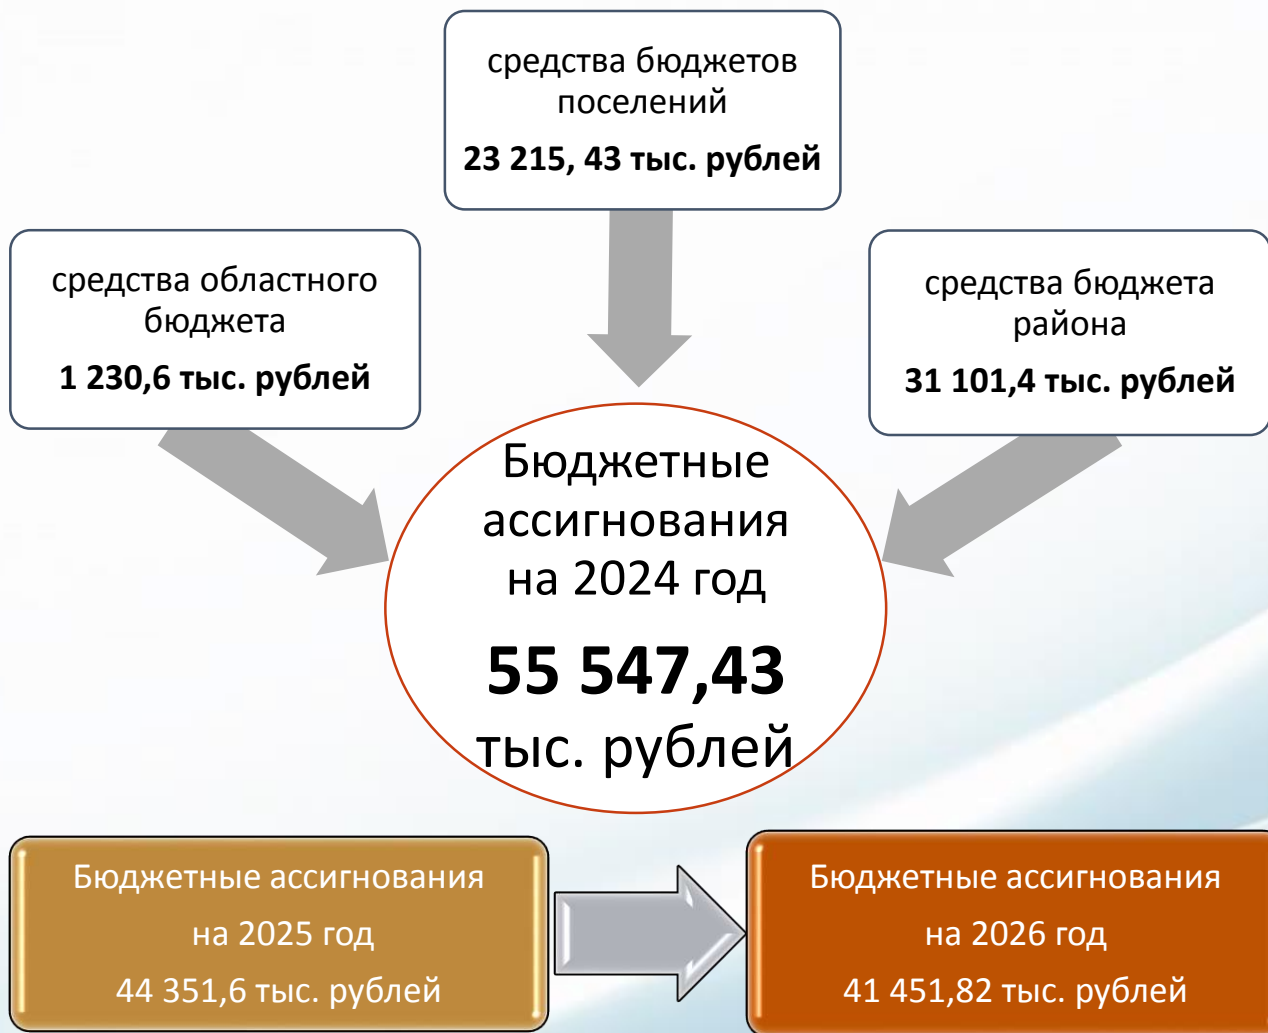 средства бюджетов
поселений
23 215, 43 тыс. рублей
средства областного
бюджета
1 230,6 тыс. рублей
средства бюджета
района
31 101,4 тыс. рублей
Бюджетные
ассигнования
на 2024 год
55 547,43
тыс. рублей
Бюджетные ассигнования
на 2025 год
44 351,6 тыс. рублей
Бюджетные ассигнования
на 2026 год
41 451,82 тыс. рублей